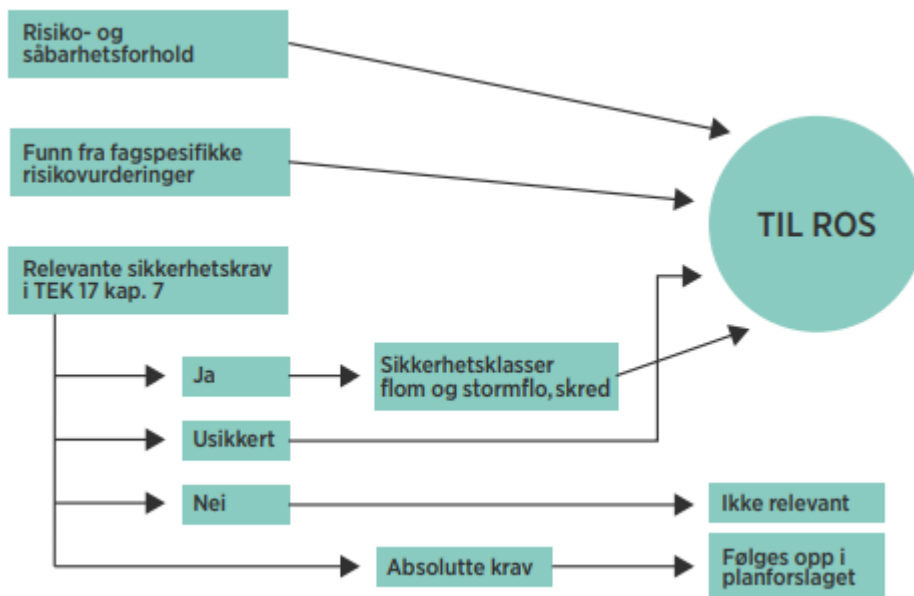 Risiko- og
såbarhetsforhold
Funn fra fagspesifikke
risikovurderinger
TIL ROS
Relevante sikkerhetskrav
i TEK 17 kap. 7
Ja
Sikkerhetsklasser
flom og stormflo, skred
Usikkert
Nei
Ikke relevant
Absolutte krav
Følges opp i
planforslaget